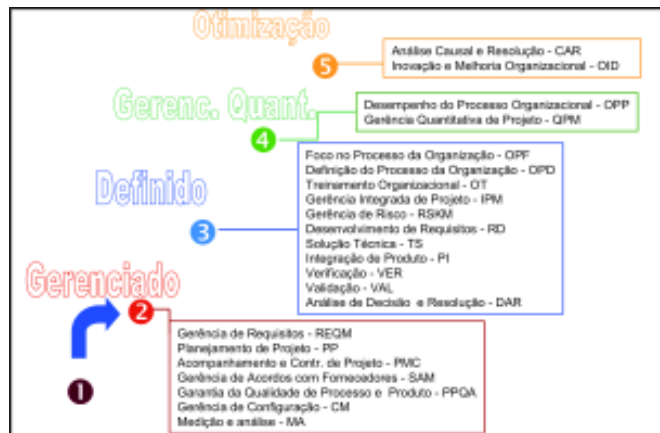 Otimização
5
Análise Causal e Resolução - CAR
Inovação e Melhoria Organizacional - OID
Gerenc. Quant.
4
Desempenho do Processo Organizacional - OPP
Gerência Quantitativa de Projeto - QPM
Definido
3
Foco no Processo da Organização - OPF
Definição do Processo da Organização - OPD
Treinamento Organizacional - OT
Gerência Integrada de Projeto - IPM
Gerência de Risco - RSKM
Desenvolvimento de Requisitos - RD
Solução Técnica - TS
Integração de Produto - PI
Verificação - VER
Validação - VAL
Análise de Decisão e Resolução - DAR
Gerenciado
2
Gerência de Requisitos - REQM
Planejamento de Projeto - PP
Acompanhamento e Contr. de Projeto - PMC
Gerência de Acordos com Fornecedores - SAM
Garantia da Qualidade de Processo e Produto - PPQA
Gerência de Configuração - CM
Medição e análise - MA
1